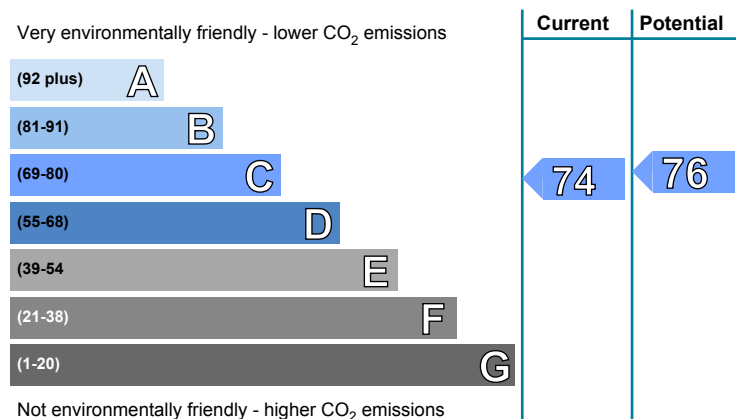 Very environmentally friendly - lower CO2 emissions
Current
Potential
(92 plus) A
(81-91) B
(69-80) C
(55-68) D
(39-54 E
(21-38) F
(1-20) G
74
76
Not environmentally friendly - higher CO2 emissions